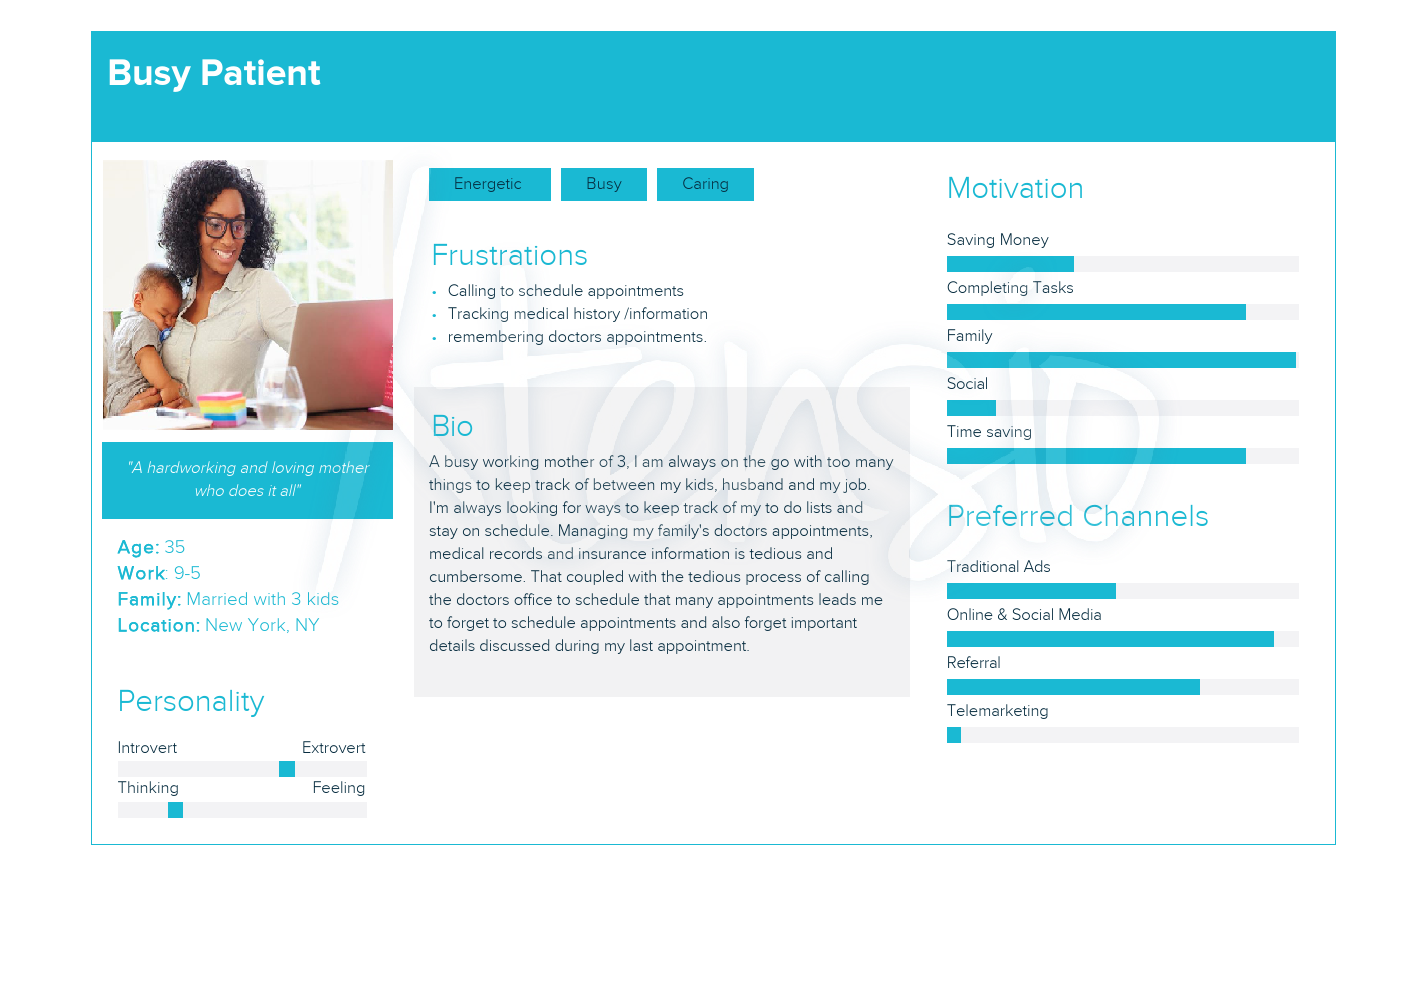 Busy Patient
Energetic
Busy
Caring
Frustrations
• Calling to schedule appointments
• Tracking medical history /information
• remembering doctors appointments.
Bio
A busy working mother of 3, I am always on the go with too many
things to keep track of between my kids, husband and my job.
I'm always looking for ways to keep track of my to do lists and
stay on schedule. Managing my family's doctors appointments,
medical records and insurance information is tedious and
cumbersome. That coupled with the tedious process of calling
the doctors office to schedule that many appointments leads me
to forget to schedule appointments and also forget important
details discussed during my last appointment.
"A hardworking and loving mother
who does it all"
Age: 35
Work: 9-5
Family: Married with 3 kids
Location: New York, NY
Personality
Introvert Extrovert
Thinking Feeling
Motivation
Saving Money
Completing Tasks
Family
Social
Time saving
Preferred Channels
Traditional Ads
Online & Social Media
Referral
Telemarketing
Xtensio